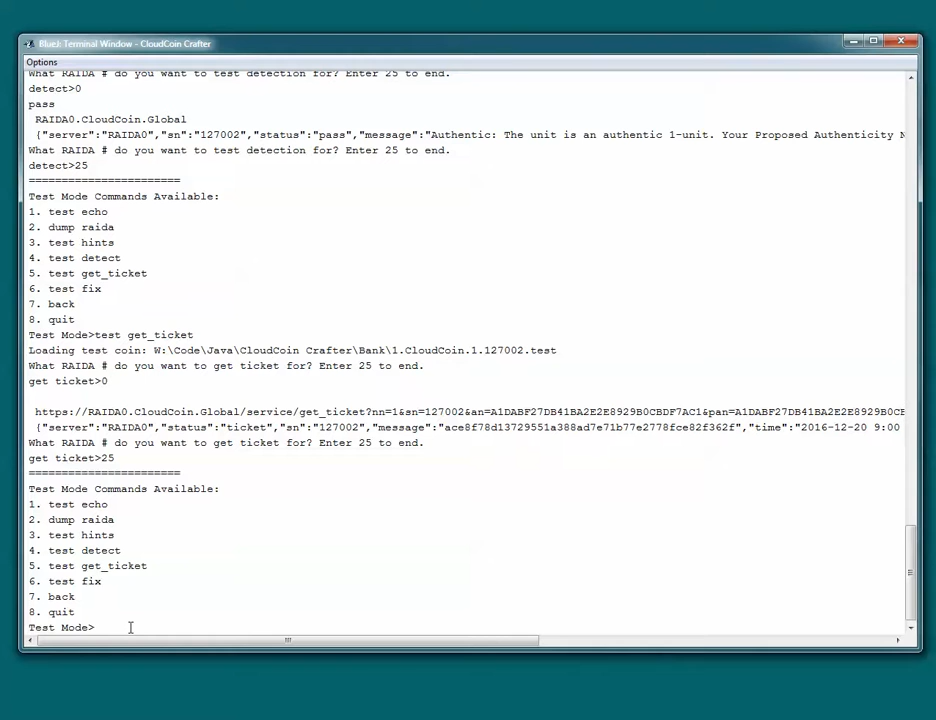 BlueJ: Terminal Window - CloudCoin Crafter
Options
What RAIDA # do you want to test detection for? Enter 25 to end.
detect>0
pass
RAIDA0.CloudCoin.Global
{"server":"RAIDA0","sn":"127002","status":"pass","message":"Authentic: The unit is an authentic 1-unit. Your Proposed Authenticity N
What RAIDA # do you want to test detection for? Enter 25 to end.
detect>25
=======================
Test Mode Commands Available:
1. test echo
2. dump raida
3. test hints
4. test detect
5. test get_ticket
6. test fix
7. back
8. quit
Test Mode>test get_ticket
Loading test coin: W:\Code\Java\CloudCoin Crafter\Bank\1.CloudCoin.1.127002.test
What RAIDA # do you want to get ticket for? Enter 25 to end.
get ticket>0
https://RAIDA0.CloudCoin.Global/service/get_ticket?nn=1&sn=127002&an=A1DABF27DB41BA2E2E8929B0CBDF7AC1&pan=A1DABF27DB41BA2E2E8929B0CB
{"server":"RAIDA0","status":"ticket","sn":"127002","message":"ace8f78d13729551a388ad7e71b77e2778fce82f362f","time":"2016-12-20 9:00
What RAIDA # do you want to get ticket for? Enter 25 to end.
get ticket>25
=======================
Test Mode Commands Available:
1. test echo
2. dump raida
3. test hints
4. test detect
5. test get_ticket
6. test fix
7. back
8. quit
Test Mode>